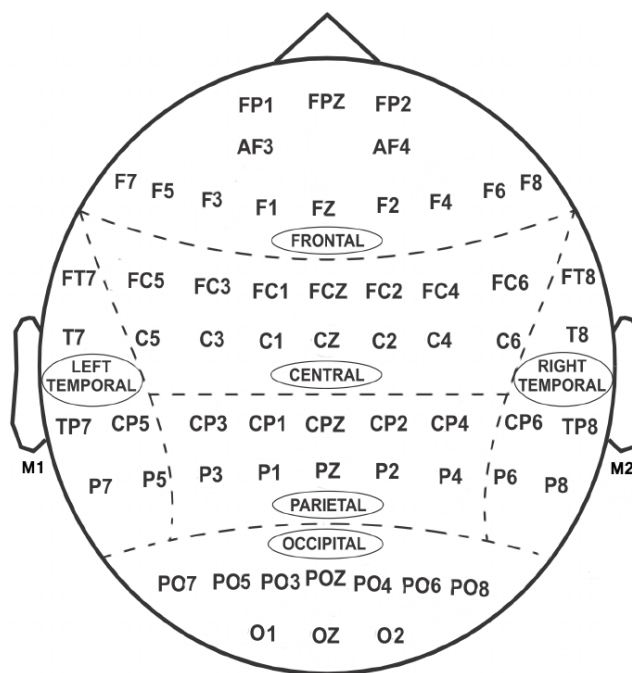 FP1 FPZ FP2
AF3 AF4
F7 F5 F3 F1 FZ F2 F4 F6 F8
FRONTAL
FT7 FC5 FC3 FC1 FCZ FC2 FC4 FC6 FT8
T7 C5 C3 C1 CZ C2 C4 C6 T8
LEFT
TEMPORAL
CENTRAL
RIGHT
TEMPORAL
TP7 CP5 CP3 CP1 CPZ CP2 CP4 CP6 TP8
M1 M2
P7 P5 P3 P1 PZ P2 P4 P6 P8
PARIETAL
OCCIPITAL
PO7 PO5 PO3 POZ PO4 PO6 PO8
O1 OZ O2